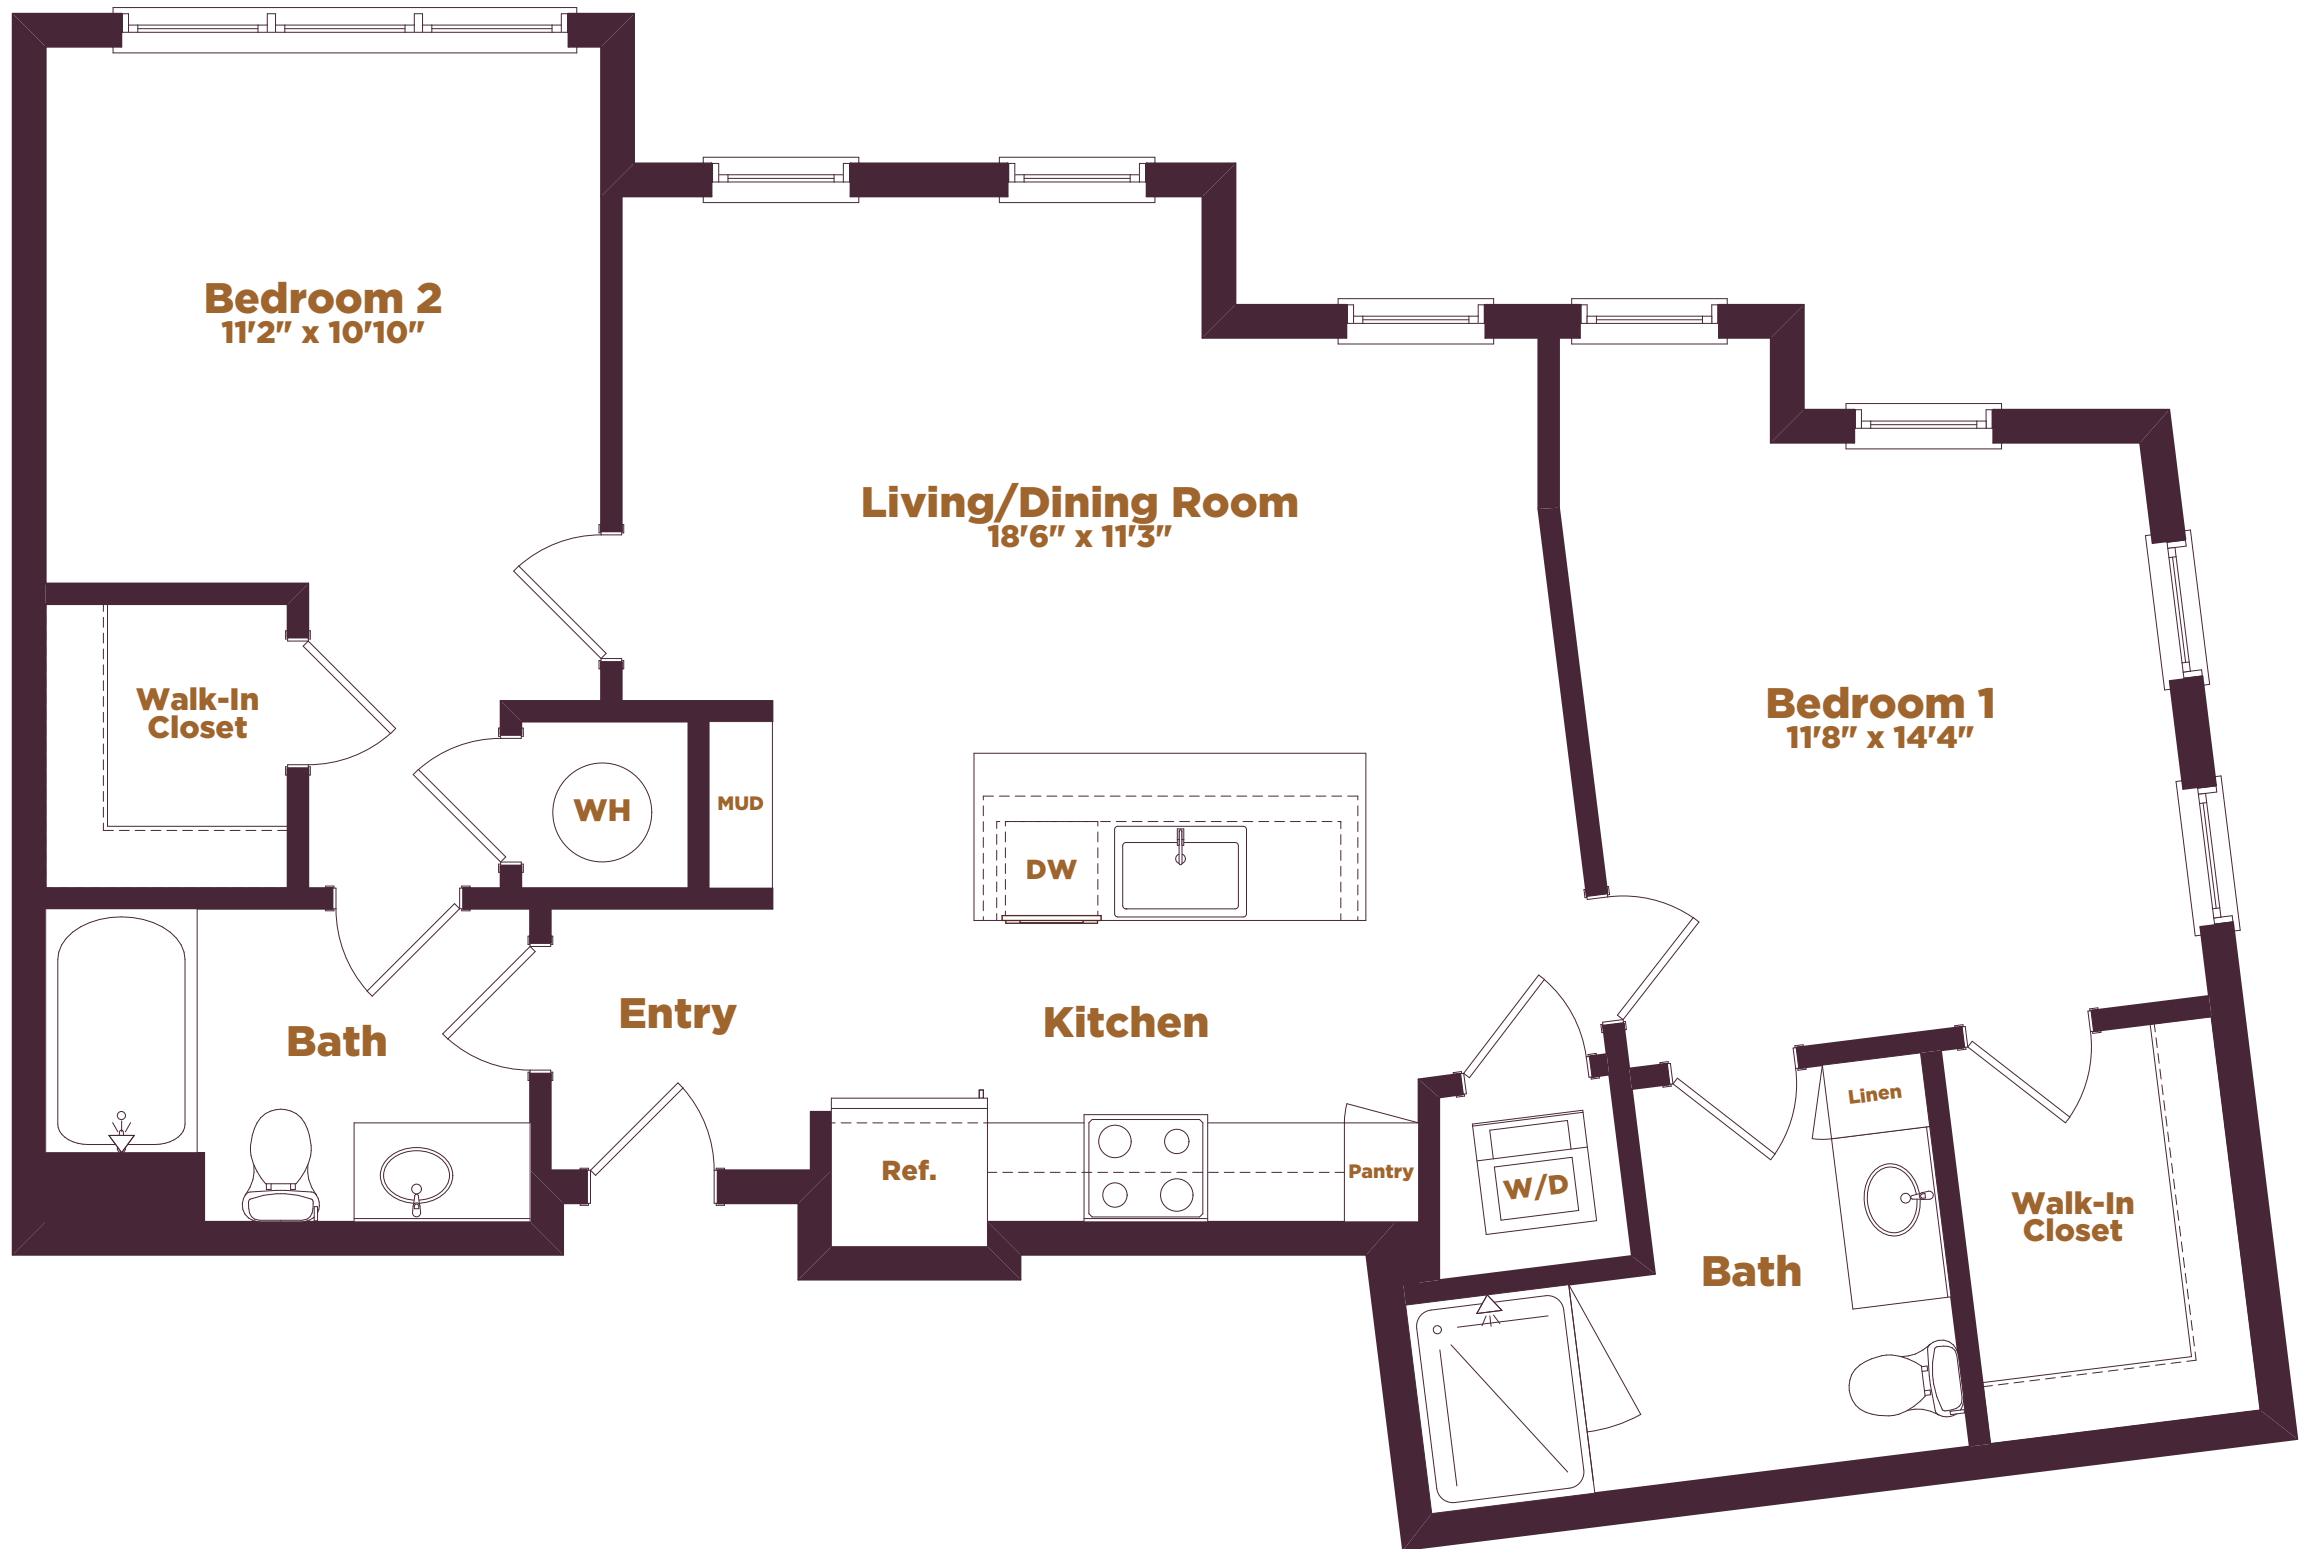 Bedroom 2
11'2" x 10'10"
Living/Dining Room
18'6" x 11'3"
Bedroom 1
11'8" x 14'4"
Walk-In
Closet
WH
MUD
DW
Bath
Entry
Kitchen
Ref.
Pantry
W/D
Linen
Walk-In
Closet
Bath